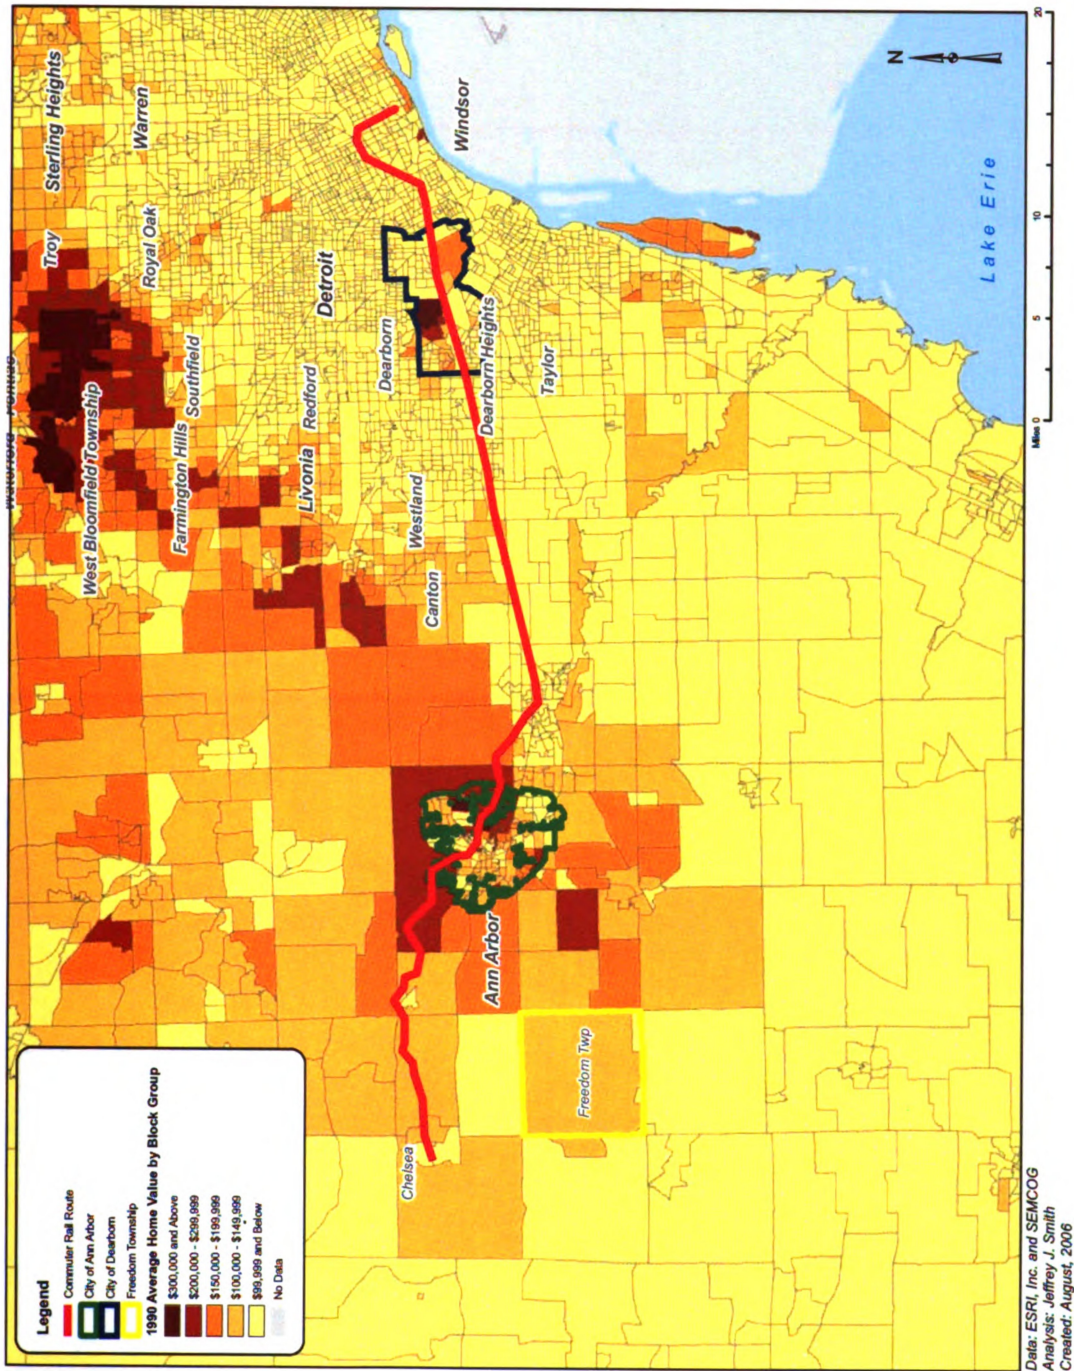 Legend
Commuter Rail Route
City of Ann Arbor
City of Dearborn
Freedom Township
1990 Average Home Value by Block Group
$300,000 and Above
$200,000 - $299,999
$150,000 - $199,999
$100,000 - $149,999
$99,999 and Below
No Data
Troy
Sterling Heights
West Bloomfield Township
Royal Oak
Warren
Farmington Hills
Southfield
Livonia
Redford
Detroit
Chelsea
Canton
Westland
Dearborn
Windsor
Ann Arbor
Dearborn Heights
Taylor
Freedom Twp
N
Lake Erie
Miles 0
5
10
20
Data: ESRI, Inc. and SEMCOG
Analysis: Jeffrey J. Smith
Created: August, 2006